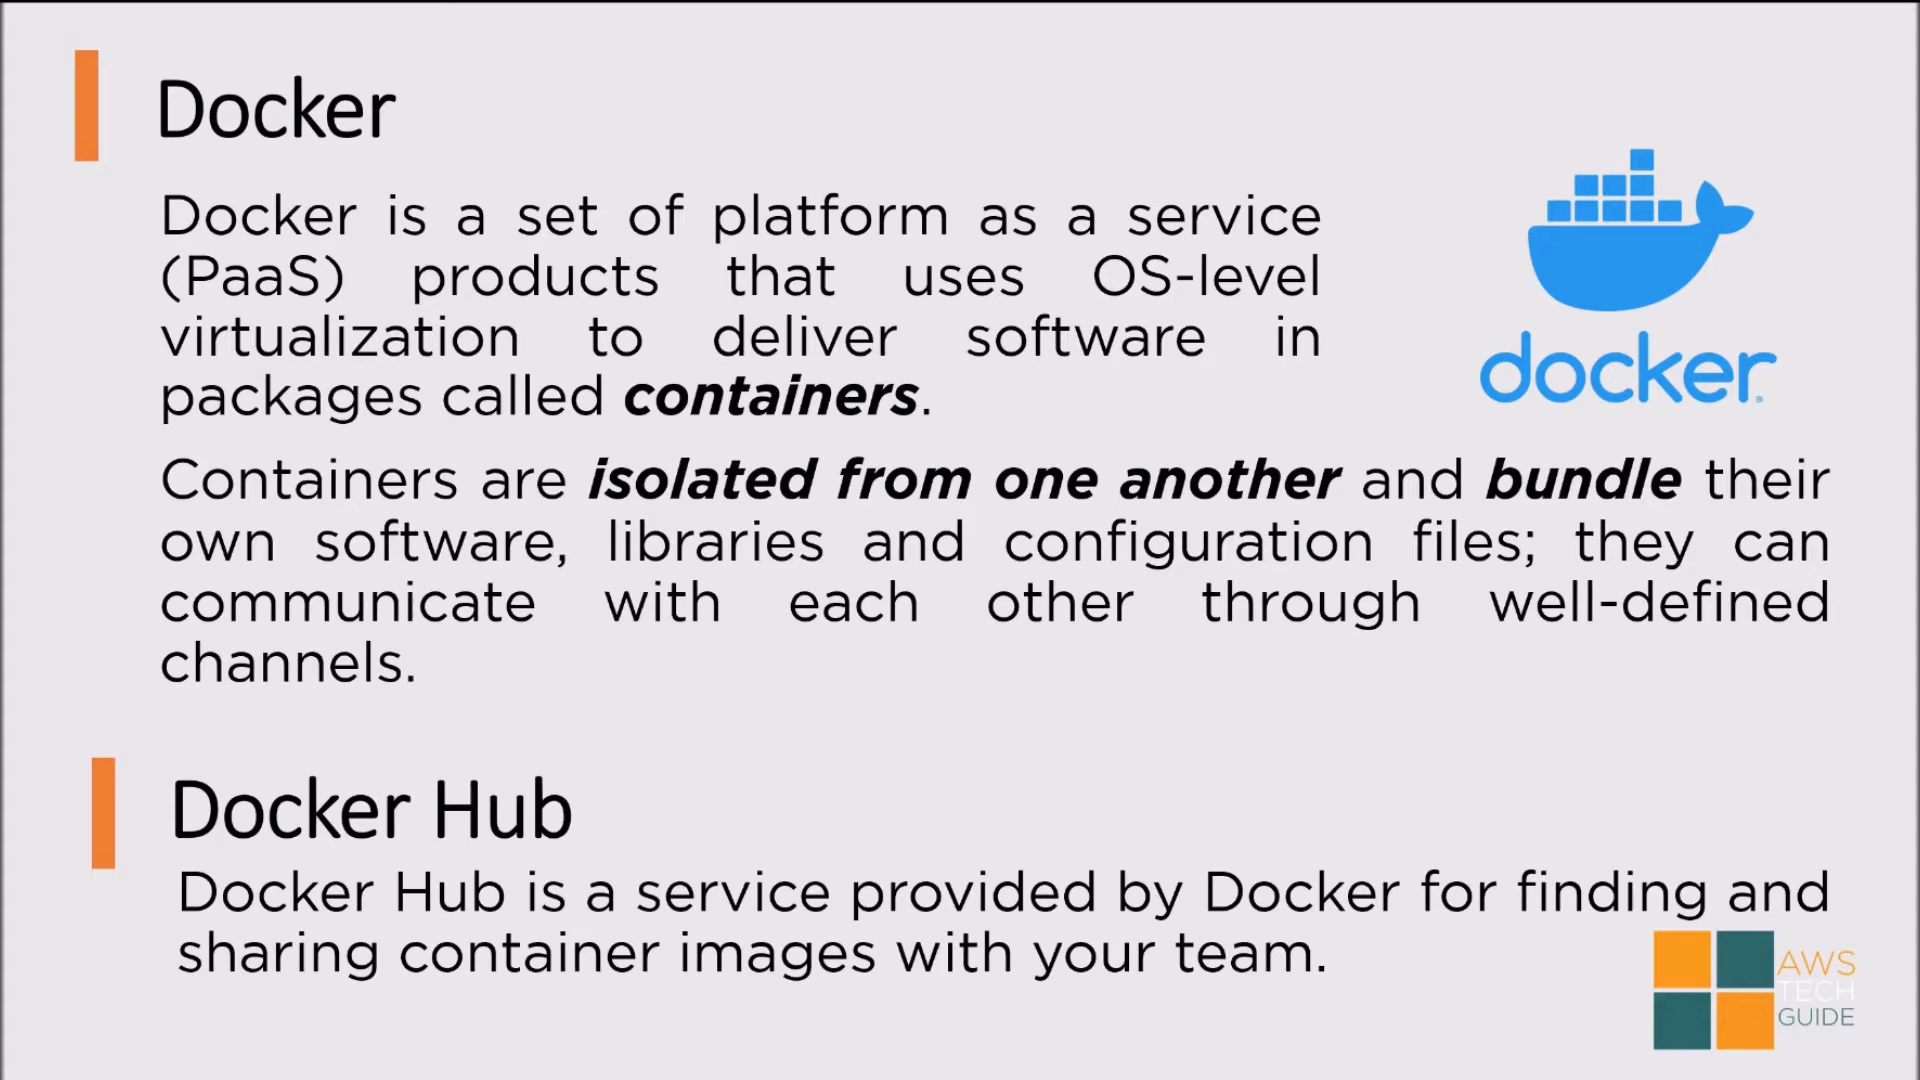 Docker
Docker is a set of platform as a service
(PaaS) products that uses OS-level
virtualization to deliver software in
packages called containers.
docker
Containers are isolated from one another and bundle their
own software, libraries and configuration files; they can
communicate with each other through well-defined
channels.
Docker Hub
Docker Hub is a service provided by Docker for finding and
sharing container images with your team.
AWS
TECH
GUIDE